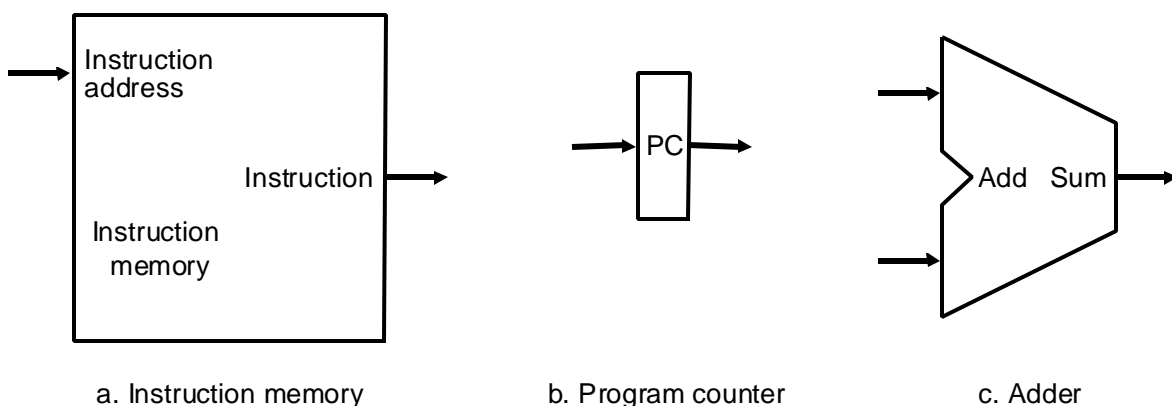 Instruction
address
Instruction
Instruction
memory
PC
Add Sum
a. Instruction memory
b. Program counter
c. Adder